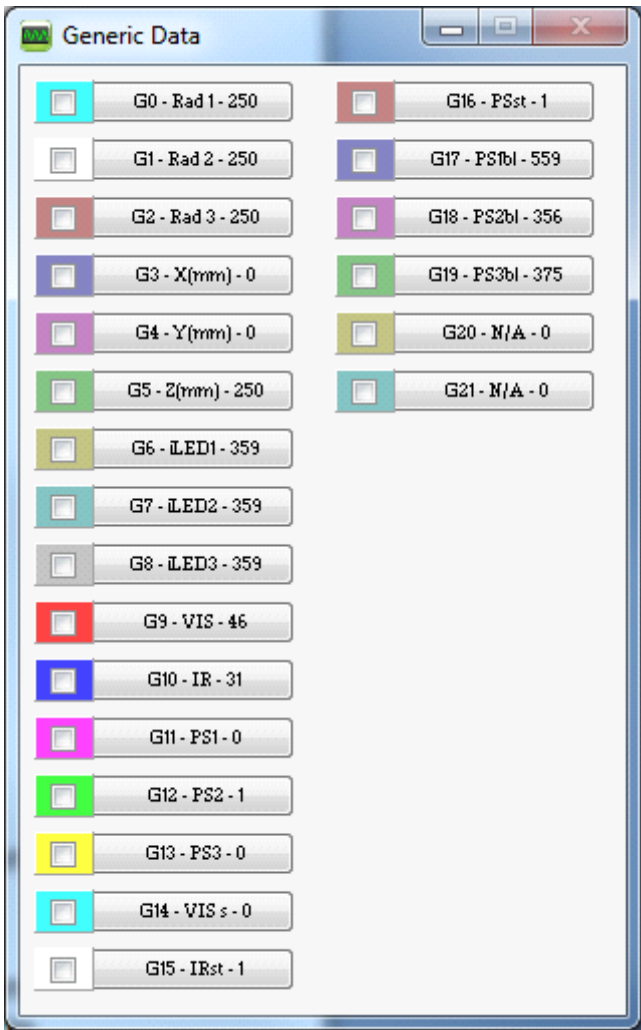 Generic Data
G0 - Rad 1 - 250
G1 - Rad 2 - 250
G2 - Rad 3 - 250
G3 - X(mm) - 0
G4 - Y(mm) - 0
G5 - Z(mm) - 250
G6 - iLED1 - 359
G7 - iLED2 - 359
G8 - iLED3 - 359
G9 - VIS - 46
G10 - IR - 31
G11 - PS1 - 0
G12 - PS2 - 1
G13 - PS3 - 0
G14 - VIS s - 0
G15 - IRst - 1
G16 - PSst - 1
G17 - PS1bl - 559
G18 - PS2bl - 356
G19 - PS3bl - 375
G20 - N/A - 0
G21 - N/A - 0